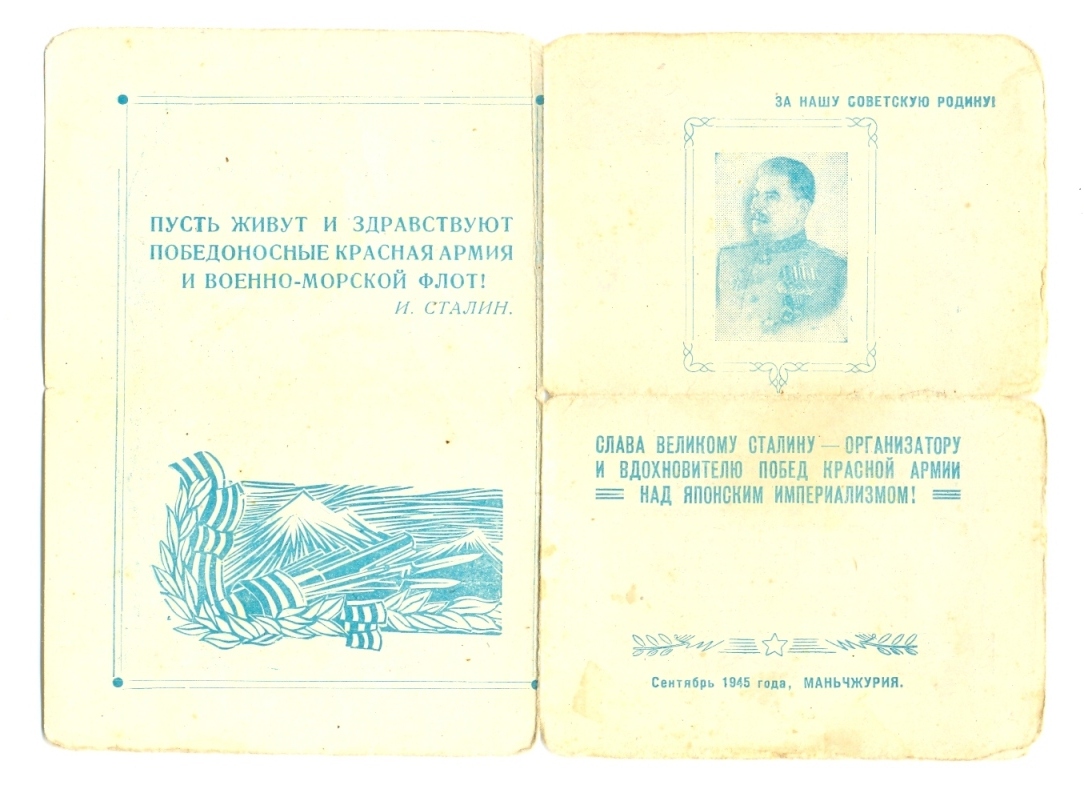 ПУСТЬ ЖИВУТ И ЗДРАВСТВУЮТ
ПОБЕДОНОСНЫЕ КРАСНАЯ АРМИЯ
И ВОЕННО-МОРСКОЙ ФЛОТ!
И. СТАЛИН.
ЗА НАШУ СОВЕТСКУЮ РОДИНУ!
СЛАВА ВЕЛИКОМУ СТАЛИНУ — ОРГАНИЗАТОРУ
И ВДОХНОВИТЕЛЮ ПОБЕД КРАСНОЙ АРМИИ
НАД ЯПОНСКИМ ИМПЕРИАЛИЗМОМ!
Сентябрь 1945 года, МАНЬЧЖУРИЯ.